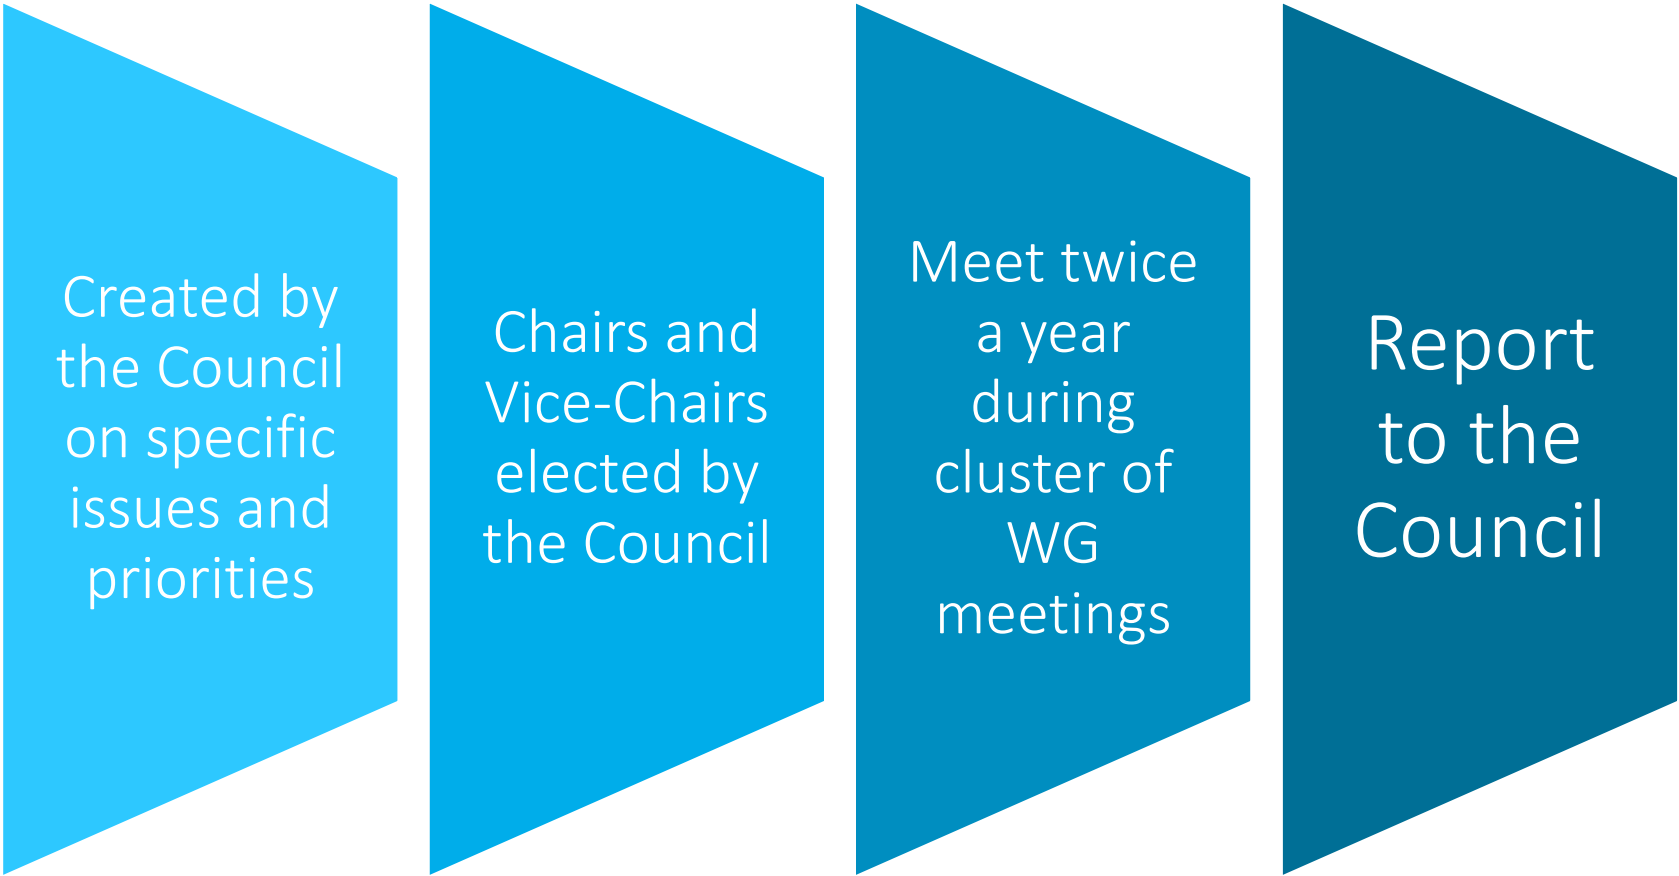 Created by
the Council
on specific
issues and
priorities
Chairs and
Vice-Chairs
elected by
the Council
Meet twice
a year
during
cluster of
WG
meetings
Report
to the
Council